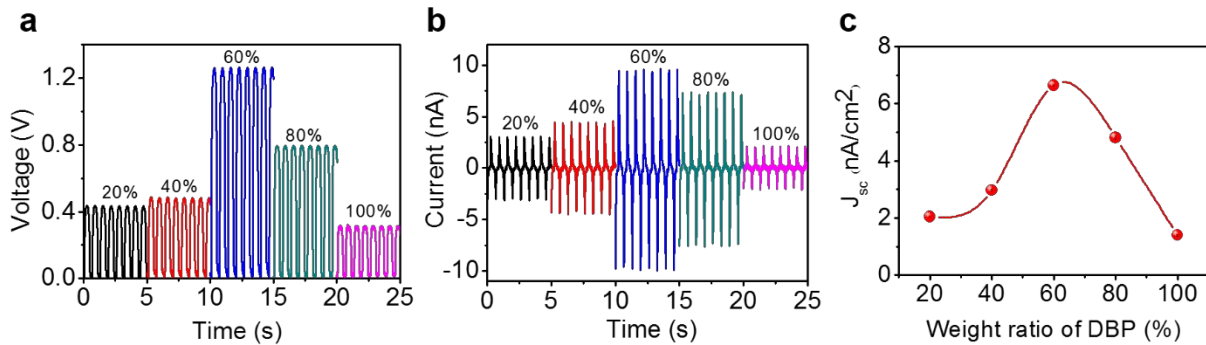 a
Voltage (V)
1.2
0.8
0.4
0.0
20%
40%
60%
80%
100%
0 5 10 15 20 25
Time (s)
b
Current (nA)
10
5
0
-5
-10
20%
40%
60%
80%
100%
0 5 10 15 20 25
Time (s)
c
Jsc (nA/cm2,
8
6
4
2
0
20 40 60 80 100
Weight ratio of DBP (%)